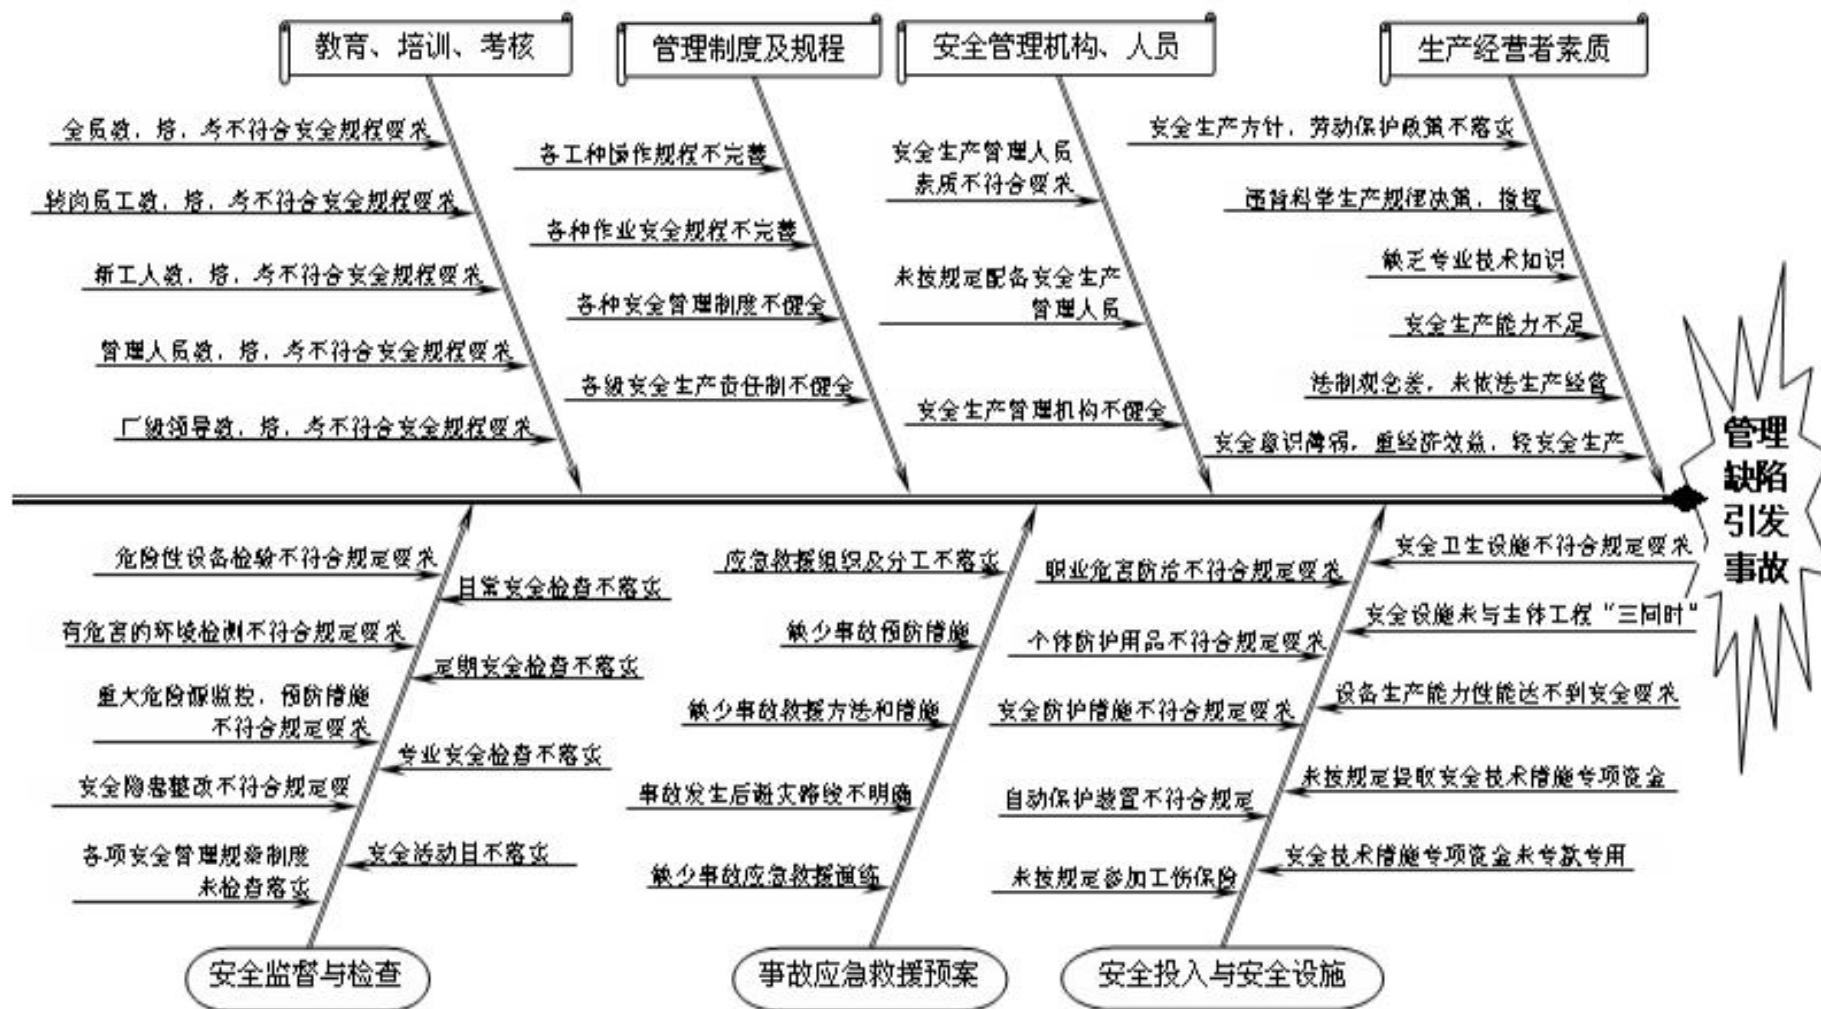 教育、培训、考核
全员教，培，考不符合安全规程要求
转岗员工教，培，考不符合安全规程要求
新工人教，培，考不符合安全规程要求
管理人员教，培，考不符合安全规程要求
厂级领导教，培，考不符合安全规程要求
管理制度及规程
各工种操作规程不完善
各种作业安全规程不完善
各种安全管理制度不健全
各级安全生产责任制不健全
安全管理机构、人员
安全生产管理人员
素质不符合要求
未按规定配备安全生产
管理人员
安全生产管理机构不健全
生产经营者素质
安全生产方针，劳动保护政策不落实
违背科学生产规律决策，指挥
缺乏专业技术知识
安全生产能力不足
法制观念差，未依法生产经营
安全意识薄弱，重经济效益，轻安全生产
管理
缺陷
引发
事故
危险性设备检验不符合规定要求
有危害的环境检测不符合规定要求
重大危险源监控，预防措施
不符合规定要求
安全隐患整改不符合规定要
各项安全管理规章制度
未检查落实
日常安全检查不落实
定期安全检查不落实
专业安全检查不落实
安全活动日不落实
安全监督与检查
应急救援组织及分工不落实
缺少事故预防措施
缺少事故救援方法和措施
事故发生后避灾路线不明确
缺少事故应急救援演练
事故应急救援预案
职业危害防治不符合规定要求
个体防护用品不符合规定要求
安全防护措施不符合规定要求
自动保护装置不符合规定
未按规定参加工伤保险
安全卫生设施不符合规定要求
安全设施未与主体工程“三同时”
设备生产能力性能达不到安全要求
未按规定提取安全技术措施专项资金
安全技术措施专项资金未专款专用
安全投入与安全设施